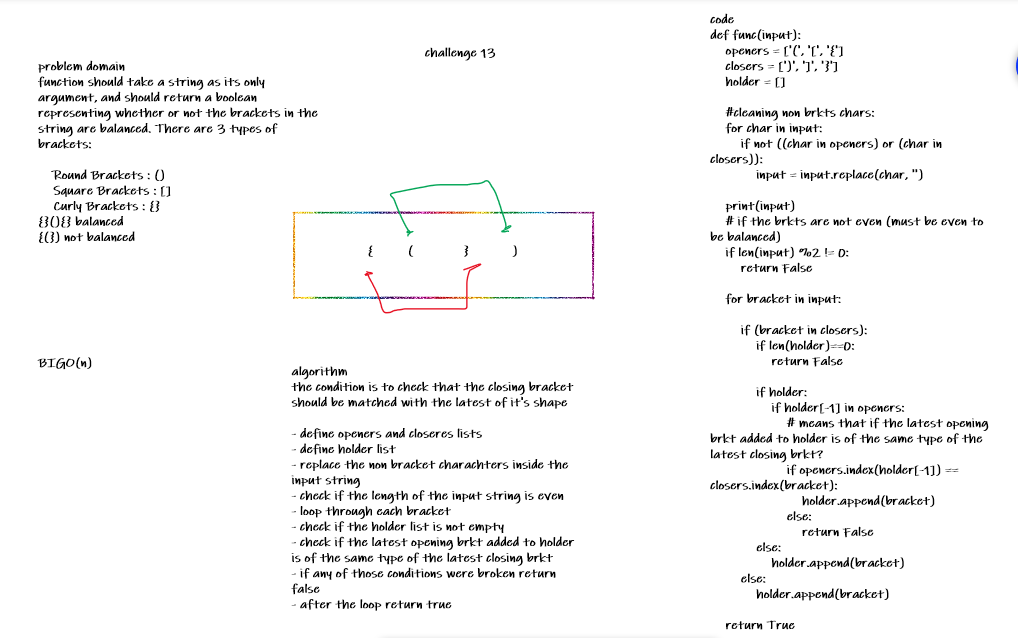 challenge 13
problem domain
function should take a string as its only
argument, and should return a boolean
representing whether or not the brackets in the
string are balanced. There are 3 types of
brackets:
Round Brackets : ()
Square Brackets : []
Curly Brackets : {}
{}(){} balanced
{(}) not balanced
{ ( } )
BIGO(n)
algorithm
the condition is to check that the closing bracket
should be matched with the latest of it's shape
- define openers and closeres lists
- define holder list
- replace the non bracket charachters inside the
input string
- check if the length of the input string is even
- loop through each bracket
- check if the holder list is not empty
- check if the latest opening brkt added to holder
is of the same type of the latest closing brkt
- if any of those conditions were broken return
false
- after the loop return true
code
def func(input):
openers = ['(', '[', '{']
closers = [')', ']', '}']
holder = []
#cleaning non brkts chars:
for char in input:
if not ((char in openers) or (char in
closers)):
input = input.replace(char, '')
print(input)
# if the brkts are not even (must be even to
be balanced)
if len(input) %2 != 0:
return False
for bracket in input:
if (bracket in closers):
if len(holder)==0:
return False
if holder:
if holder[-1] in openers:
# means that if the latest opening
brkt added to holder is of the same type of the
latest closing brkt?
if openers.index(holder[-1]) ==
closers.index(bracket):
holder.append(bracket)
else:
return False
else:
holder.append(bracket)
else:
holder.append(bracket)
return True